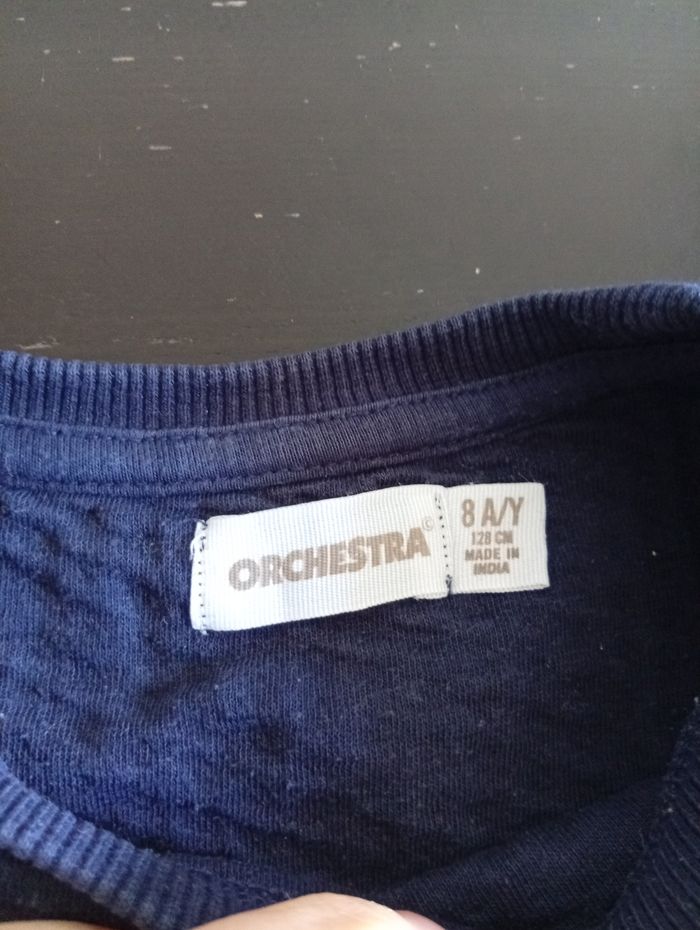 ORCHESTRA©
8 A/Y
128 CM
MADE IN
INDIA